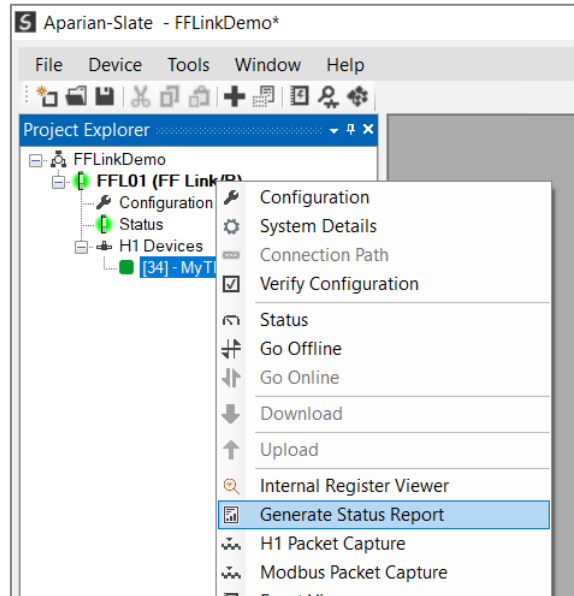 S Aparian-Slate - FFLinkDemo*
File Device Tools Window Help
Project Explorer
FFLinkDemo
FFL01 (FF Link/B)
Configuration
Status
H1 Devices
[34] - MyT
Configuration
System Details
Connection Path
Verify Configuration
Status
Go Offline
Go Online
Download
Upload
Internal Register Viewer
Generate Status Report
H1 Packet Capture
Modbus Packet Capture